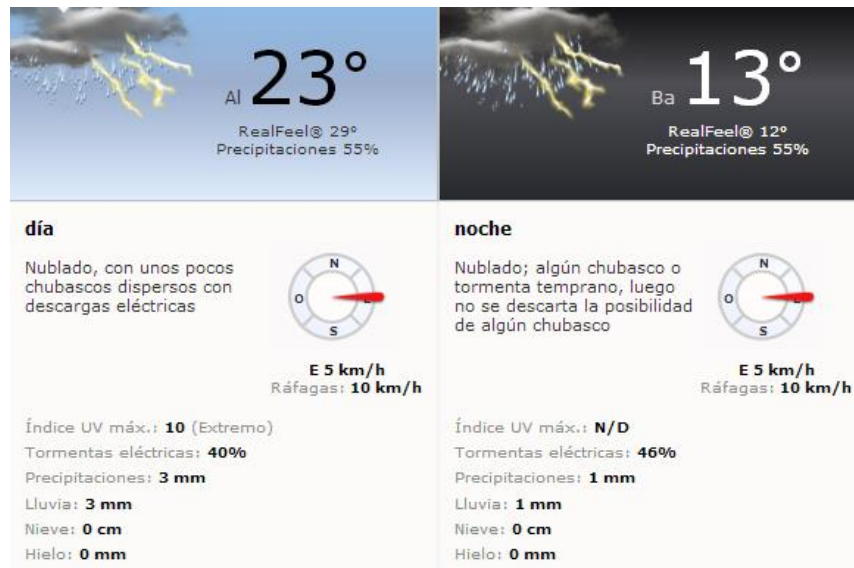 Al 23°
RealFeel® 29°
Precipitaciones 55%
día
Nublado, con unos pocos
chubascos dispersos con
descargas eléctricas
N
O
S
E 5 km/h
Ráfagas: 10 km/h
Índice UV máx.: 10 (Extremo)
Tormentas eléctricas: 40%
Precipitaciones: 3 mm
Lluvia: 3 mm
Nieve: 0 cm
Hielo: 0 mm
Ba 13°
RealFeel® 12°
Precipitaciones 55%
noche
Nublado; algún chubasco o
tormenta temprano, luego
no se descarta la posibilidad
de algún chubasco
N
O
S
E 5 km/h
Ráfagas: 10 km/h
Índice UV máx.: N/D
Tormentas eléctricas: 46%
Precipitaciones: 1 mm
Lluvia: 1 mm
Nieve: 0 cm
Hielo: 0 mm